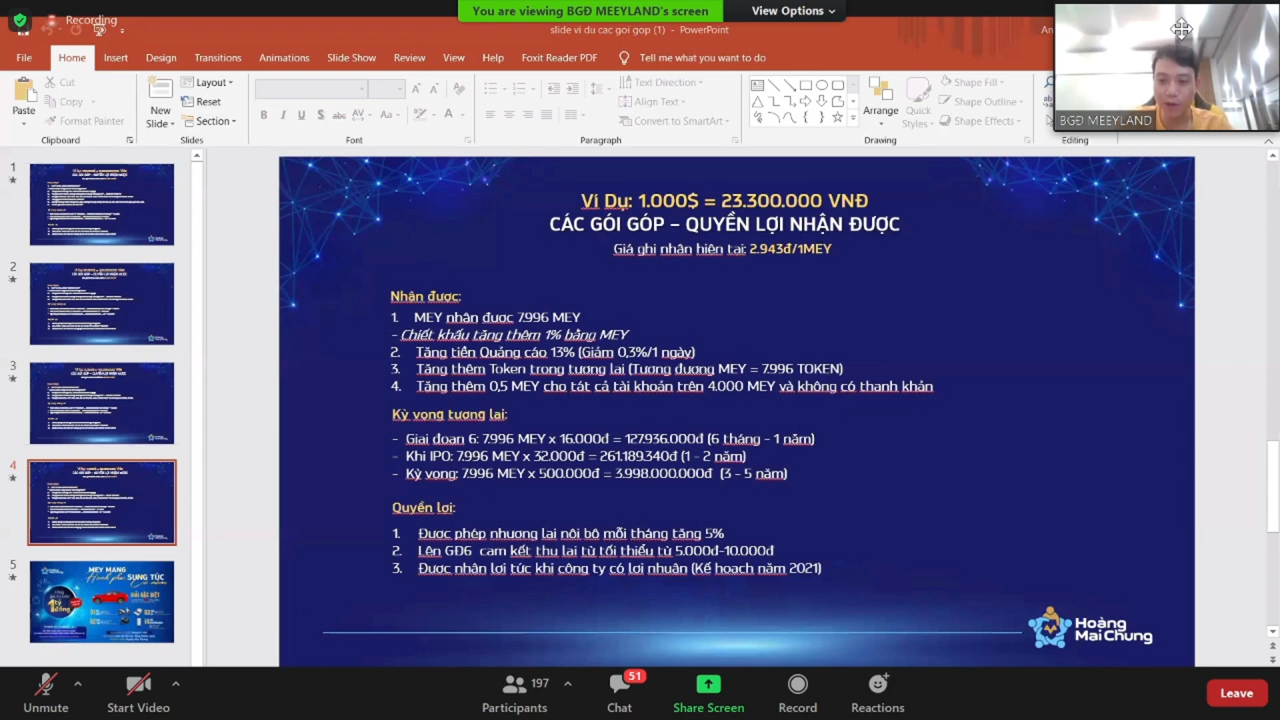 Recording
You are viewing BGĐ MEEYLAND's screen
View Options
slide vi du cac goi gop (1) - PowerPoint
An
File
Home
Insert
Design
Transitions
Animations
Slide Show
Review
View
Help
Foxit Reader PDF
Tell me what you want to do
Paste
Cut
Copy
Format Painter
Clipboard
New Slide
Layout
Reset
Section
Slides
Font
Text Direction
Align Text
Convert to SmartArt
Paragraph
Arrange
Quick Styles
Shape Fill
Shape Outline
Shape Effects
Drawing
Editing
BGĐ MEEYLAND
1
2
3
4
5
MEY MANG
SUNG TÚC
1 tỷ đồng
Ví Dụ: 1.000$ = 23.300.000 VNĐ
CÁC GÓI GÓP – QUYỀN LỢI NHẬN ĐƯỢC
Giá ghi nhận hiện tại: 2.943đ/1MEY
Nhận được:
1. MEY nhận được 7.996 MEY
- Chiết khấu tặng thêm 1% bằng MEY
2. Tặng tiền Quảng cáo 13% (Giảm 0,3%/1 ngày)
3. Tặng thêm Token trong tương lai (Tương đương MEY = 7.996 TOKEN)
4. Tặng thêm 0,5 MEY cho tất cả tài khoản trên 4.000 MEY và không có thanh khản
Kỳ vọng tương lai:
- Giai đoạn 6: 7.996 MEY x 16.000đ = 127.936.000đ (6 tháng - 1 năm)
- Khi IPO: 7.996 MEY x 32.000đ = 261.189.340đ (1 - 2 năm)
- Kỳ vọng: 7.996 MEY x 500.000đ = 3.998.000.000đ (3 - 5 năm)
Quyền lợi:
1. Được phép nhượng lại nội bộ mỗi tháng tăng 5%
2. Lên GĐ6 cam kết thu lại từ tối thiểu từ 5.000đ-10.000đ
3. Được nhận lợi tức khi công ty có lợi nhuận (Kế hoạch năm 2021)
Hoàng
Mai Chung
Unmute
Start Video
197
Participants
51
Chat
Share Screen
Record
Reactions
Leave